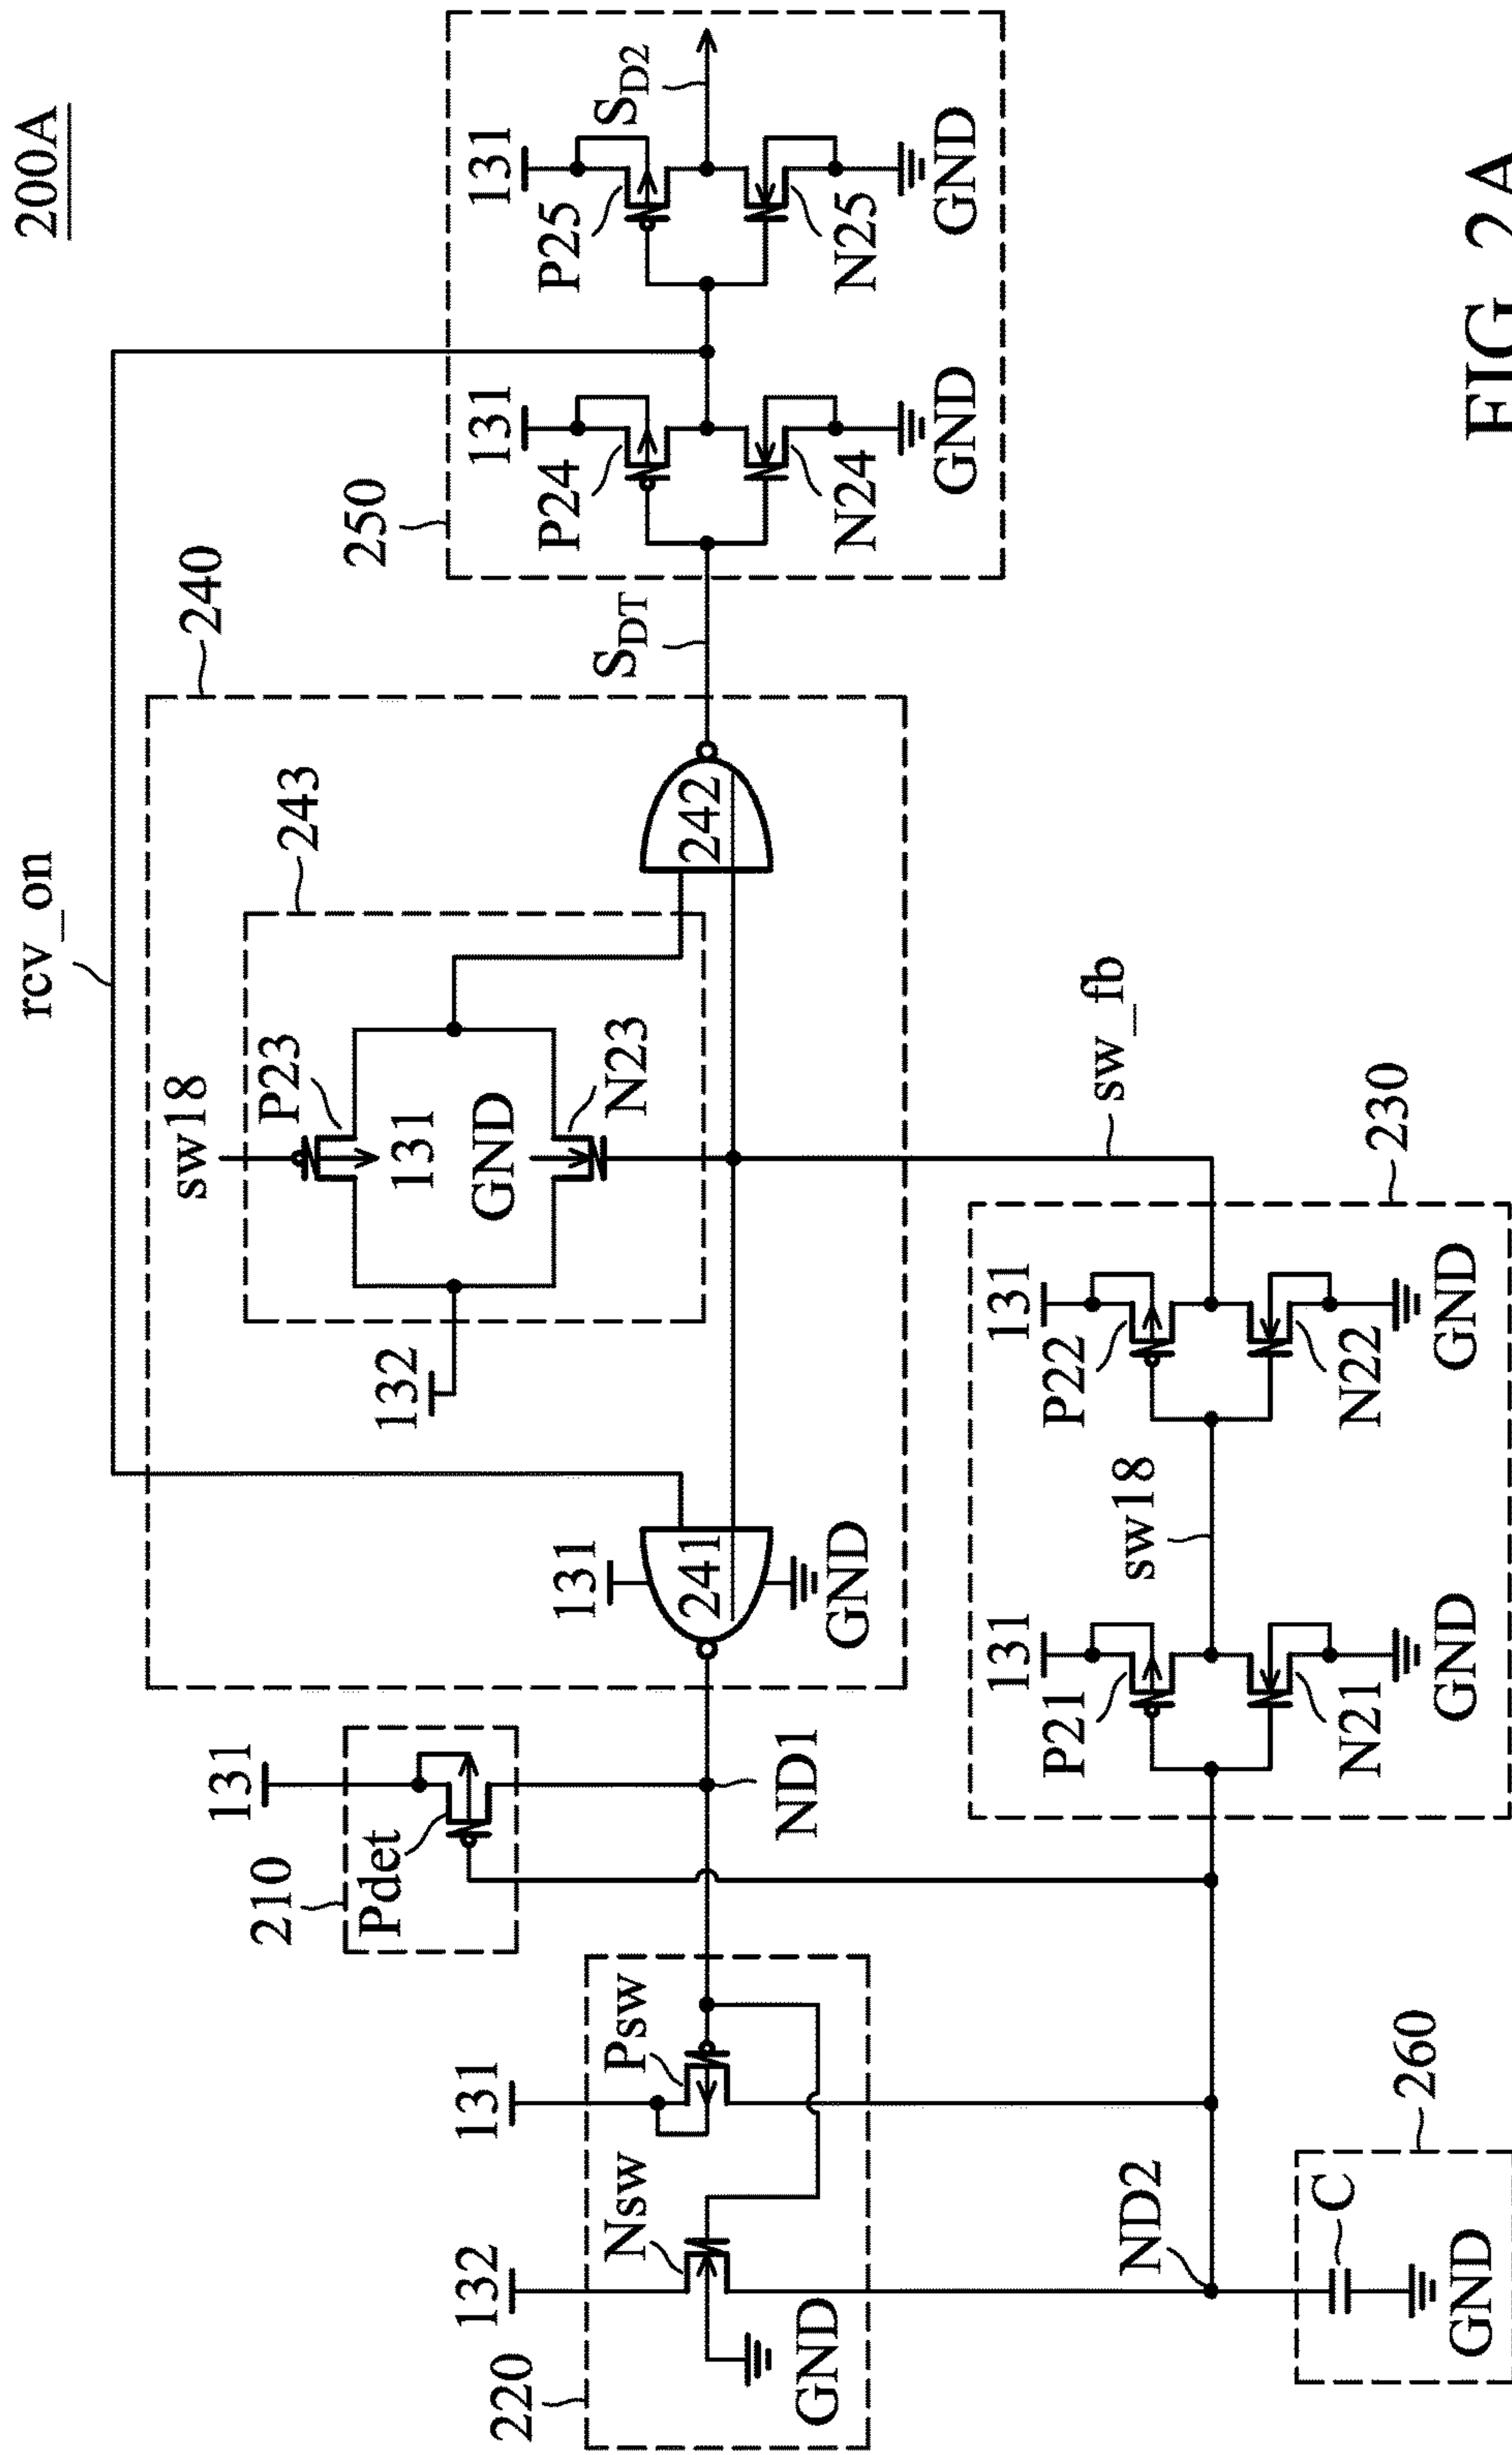 200A
rcv_on
240
243
250
sw18
P23
131
GND
N23
132
131
241
GND
242
S_DT
131
P24
N24
GND
131
P25
N25
GND
S_D2
210
131
Pdet
ND1
220
132
Nsw
131
Psw
GND
ND2
260
C
GND
230
131
P21
N21
GND
sw18
131
P22
N22
GND
sw_fb
FIG. 2A